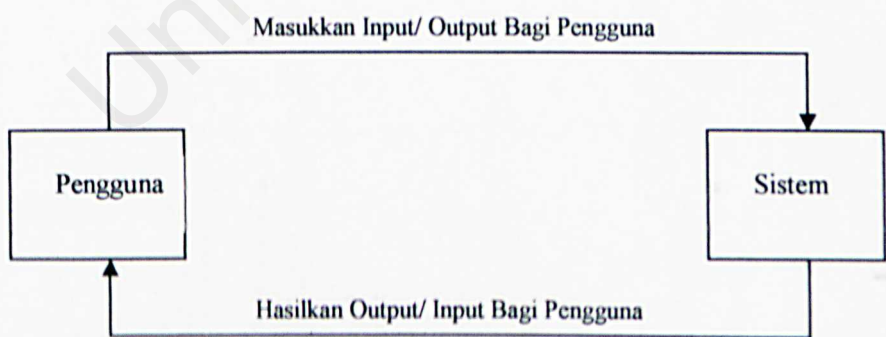 Masukkan Input/ Output Bagi Pengguna
Pengguna
Sistem
Hasilkan Output/ Input Bagi Pengguna